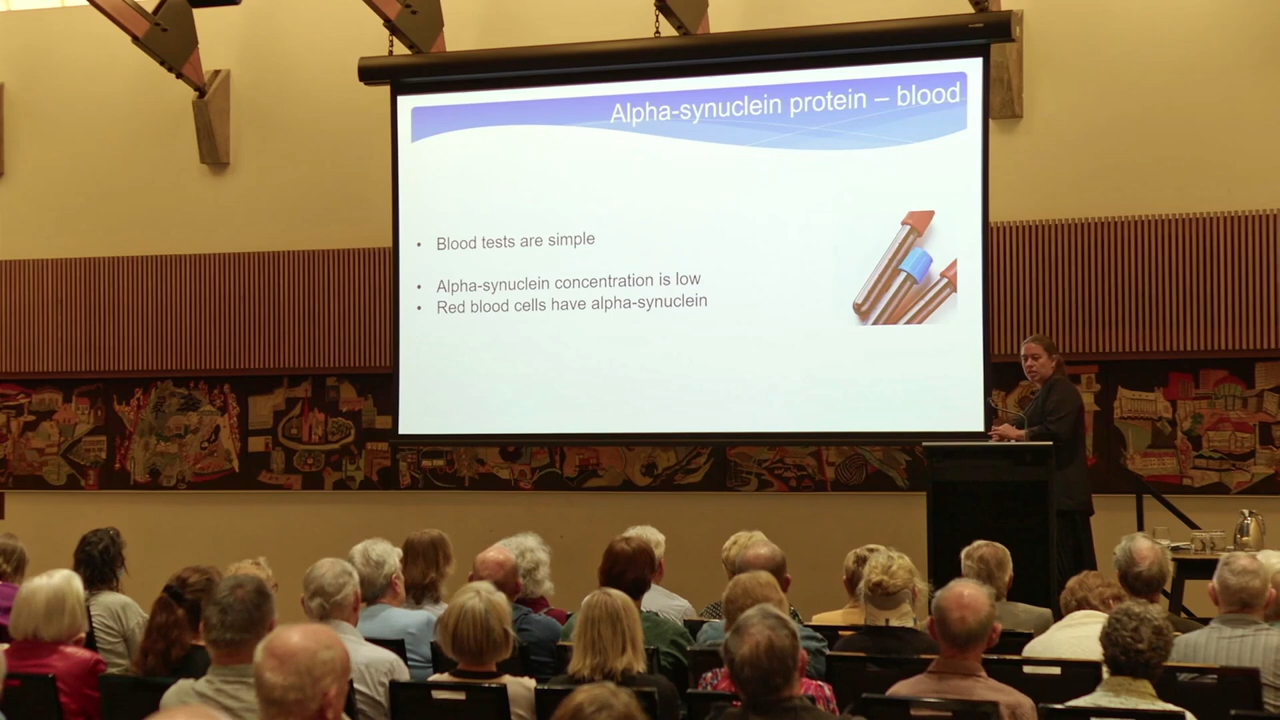 Alpha-synuclein protein – blood
• Blood tests are simple
• Alpha-synuclein concentration is low
• Red blood cells have alpha-synuclein